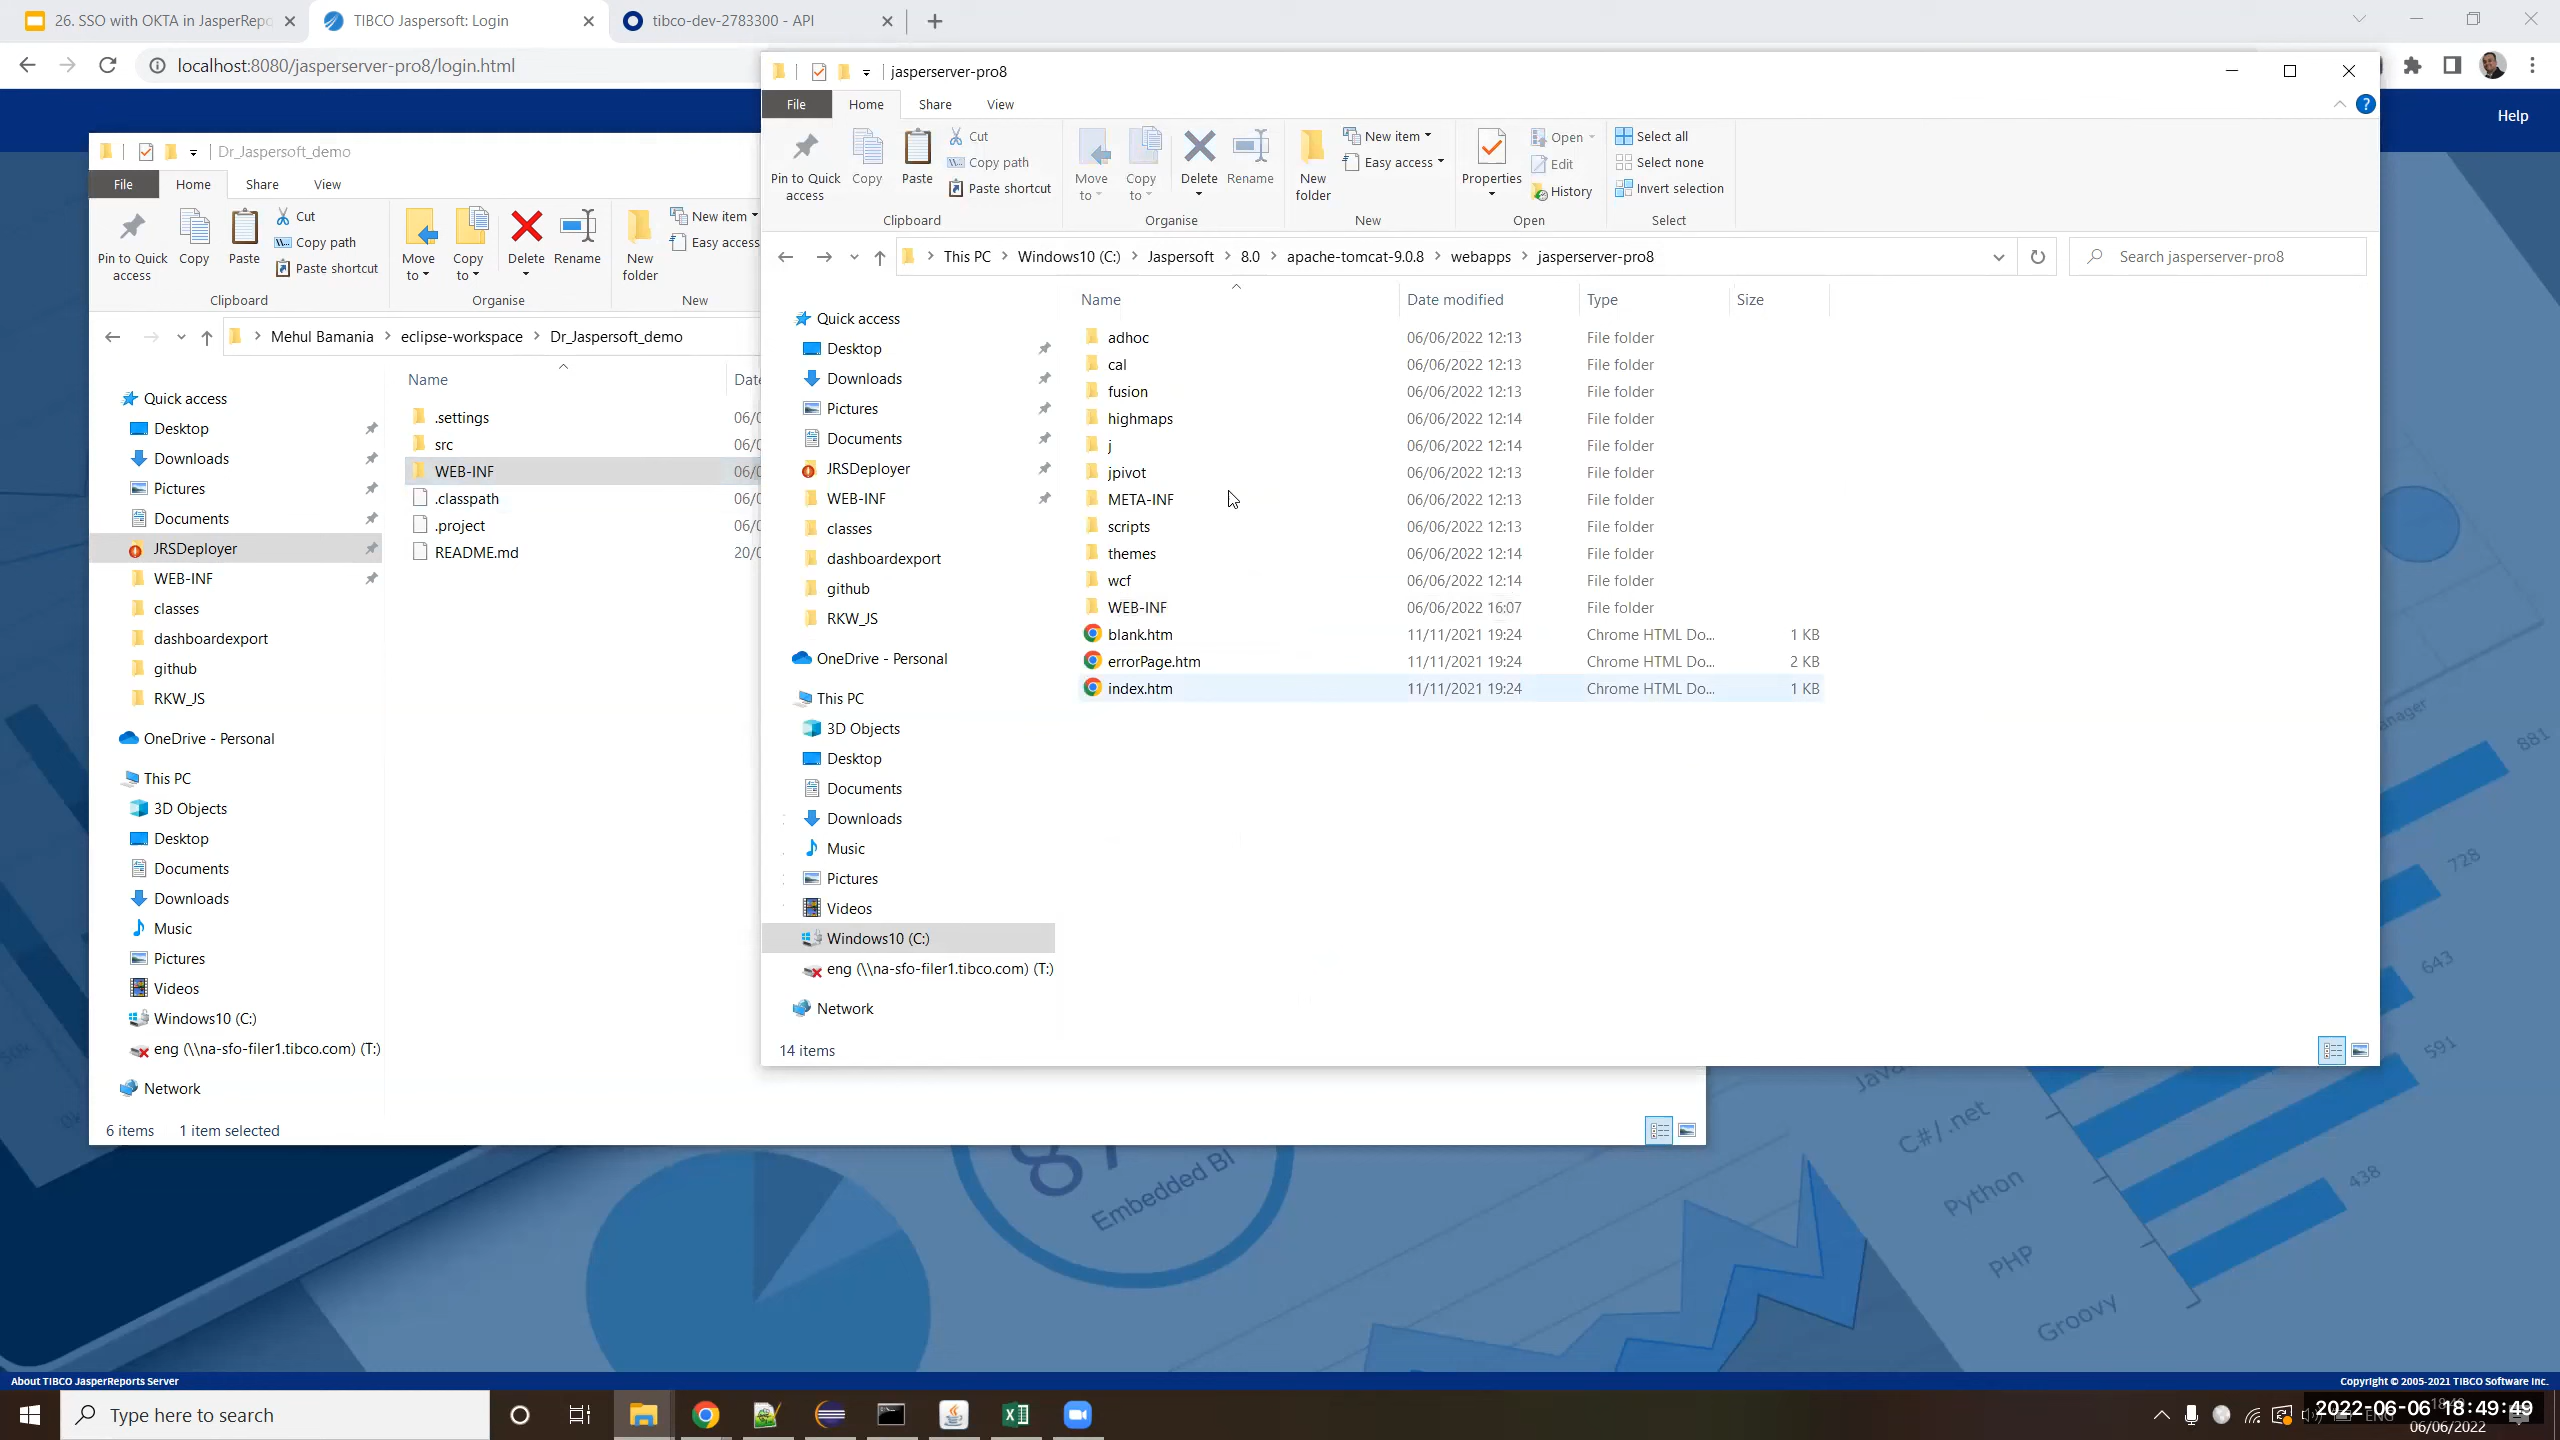 26. SSO with OKTA in JasperRepo
TIBCO Jaspersoft: Login
tibco-dev-2783300 - API
localhost:8080/jasperserver-pro8/login.html
Help
Dr_Jaspersoft_demo
File
Home
Share
View
Pin to Quick access
Copy
Paste
Cut
Copy path
Paste shortcut
Clipboard
Move to
Copy to
Delete
Rename
Organise
New folder
New item
Easy access
New
Mehul Bamania
eclipse-workspace
Dr_Jaspersoft_demo
Name
Quick access
Desktop
Downloads
Pictures
Documents
JRSDeployer
WEB-INF
classes
dashboardexport
github
RKW_JS
OneDrive - Personal
This PC
3D Objects
Desktop
Documents
Downloads
Music
Pictures
Videos
Windows10 (C:)
eng (\\na-sfo-filer1.tibco.com) (T:)
Network
.settings
src
WEB-INF
.classpath
.project
README.md
6 items 1 item selected
jasperserver-pro8
File
Home
Share
View
Pin to Quick access
Copy
Paste
Cut
Copy path
Paste shortcut
Clipboard
Move to
Copy to
Delete
Rename
Organise
New folder
New item
Easy access
New
Properties
Open
Edit
History
Open
Select all
Select none
Invert selection
Select
This PC
Windows10 (C:)
Jaspersoft
8.0
apache-tomcat-9.0.8
webapps
jasperserver-pro8
Search jasperserver-pro8
Quick access
Desktop
Downloads
Pictures
Documents
JRSDeployer
WEB-INF
classes
dashboardexport
github
RKW_JS
OneDrive - Personal
This PC
3D Objects
Desktop
Documents
Downloads
Music
Pictures
Videos
Windows10 (C:)
eng (\\na-sfo-filer1.tibco.com) (T:)
Network
Name Date modified Type Size
adhoc 06/06/2022 12:13 File folder
cal 06/06/2022 12:13 File folder
fusion 06/06/2022 12:13 File folder
highmaps 06/06/2022 12:14 File folder
j 06/06/2022 12:14 File folder
jpivot 06/06/2022 12:13 File folder
META-INF 06/06/2022 12:13 File folder
scripts 06/06/2022 12:13 File folder
themes 06/06/2022 12:14 File folder
wcf 06/06/2022 12:14 File folder
WEB-INF 06/06/2022 16:07 File folder
blank.htm 11/11/2021 19:24 Chrome HTML Do... 1 KB
errorPage.htm 11/11/2021 19:24 Chrome HTML Do... 2 KB
index.htm 11/11/2021 19:24 Chrome HTML Do... 1 KB
14 items
881
728
643
591
438
C#/.net
Python
PHP
Groovy
Embedded BI
About TIBCO JasperReports Server
Copyright © 2005-2021 TIBCO Software Inc.
Type here to search
2022-06-06 18:49:49
06/06/2022